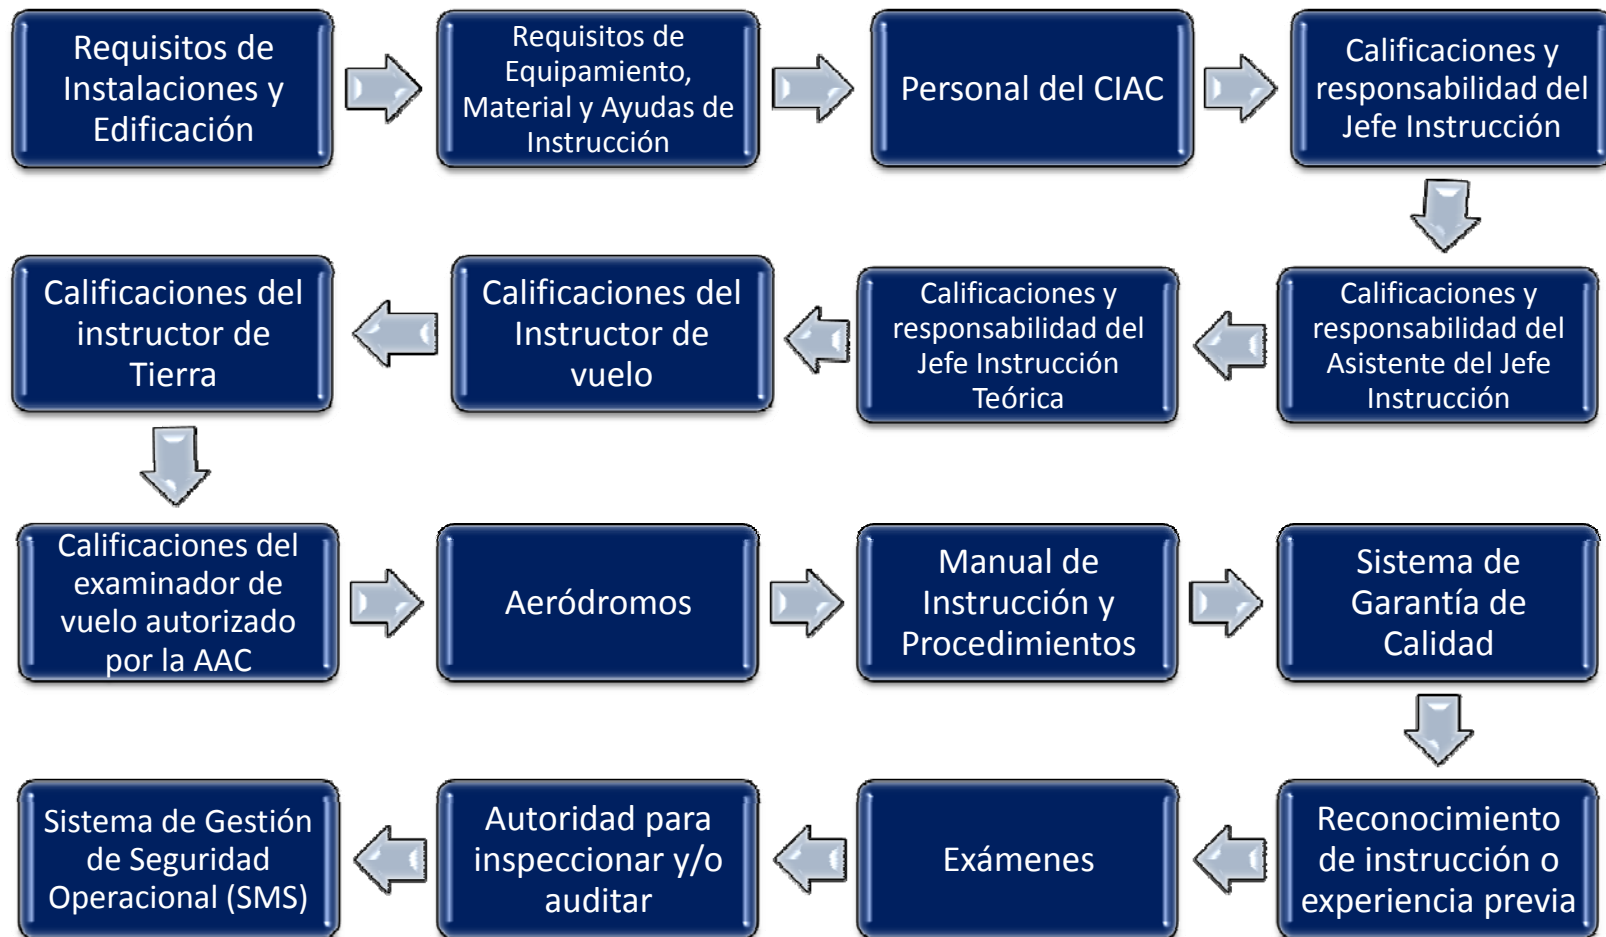 Requisitos de
Instalaciones y
Edificación
Requisitos de
Equipamiento,
Material y Ayudas de
Instrucción
Personal del CIAC
Calificaciones y
responsabilidad del
Jefe Instrucción
Calificaciones y
responsabilidad del
Asistente del Jefe
Instrucción
Calificaciones y
responsabilidad del
Jefe Instrucción
Teórica
Calificaciones del
Instructor de
vuelo
Calificaciones del
instructor de
Tierra
Calificaciones del
examinador de
vuelo autorizado
por la AAC
Aeródromos
Manual de
Instrucción y
Procedimientos
Sistema de
Garantía de
Calidad
Reconocimiento
de instrucción o
experiencia previa
Exámenes
Autoridad para
inspeccionar y/o
auditar
Sistema de Gestión
de Seguridad
Operacional (SMS)